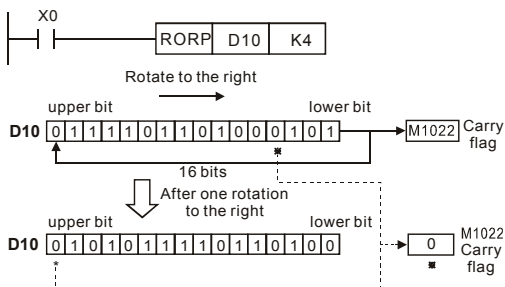 X0
RORP D10 K4
Rotate to the right
upper bit lower bit
D10 0 1 1 1 1 0 1 1 0 1 0 0 0 1 0 1 M1022 Carry flag
※
16 bits
After one rotation
to the right
upper bit lower bit
D10 0 1 0 1 0 1 1 1 1 0 1 1 0 1 0 0 0 M1022 Carry flag
* ※